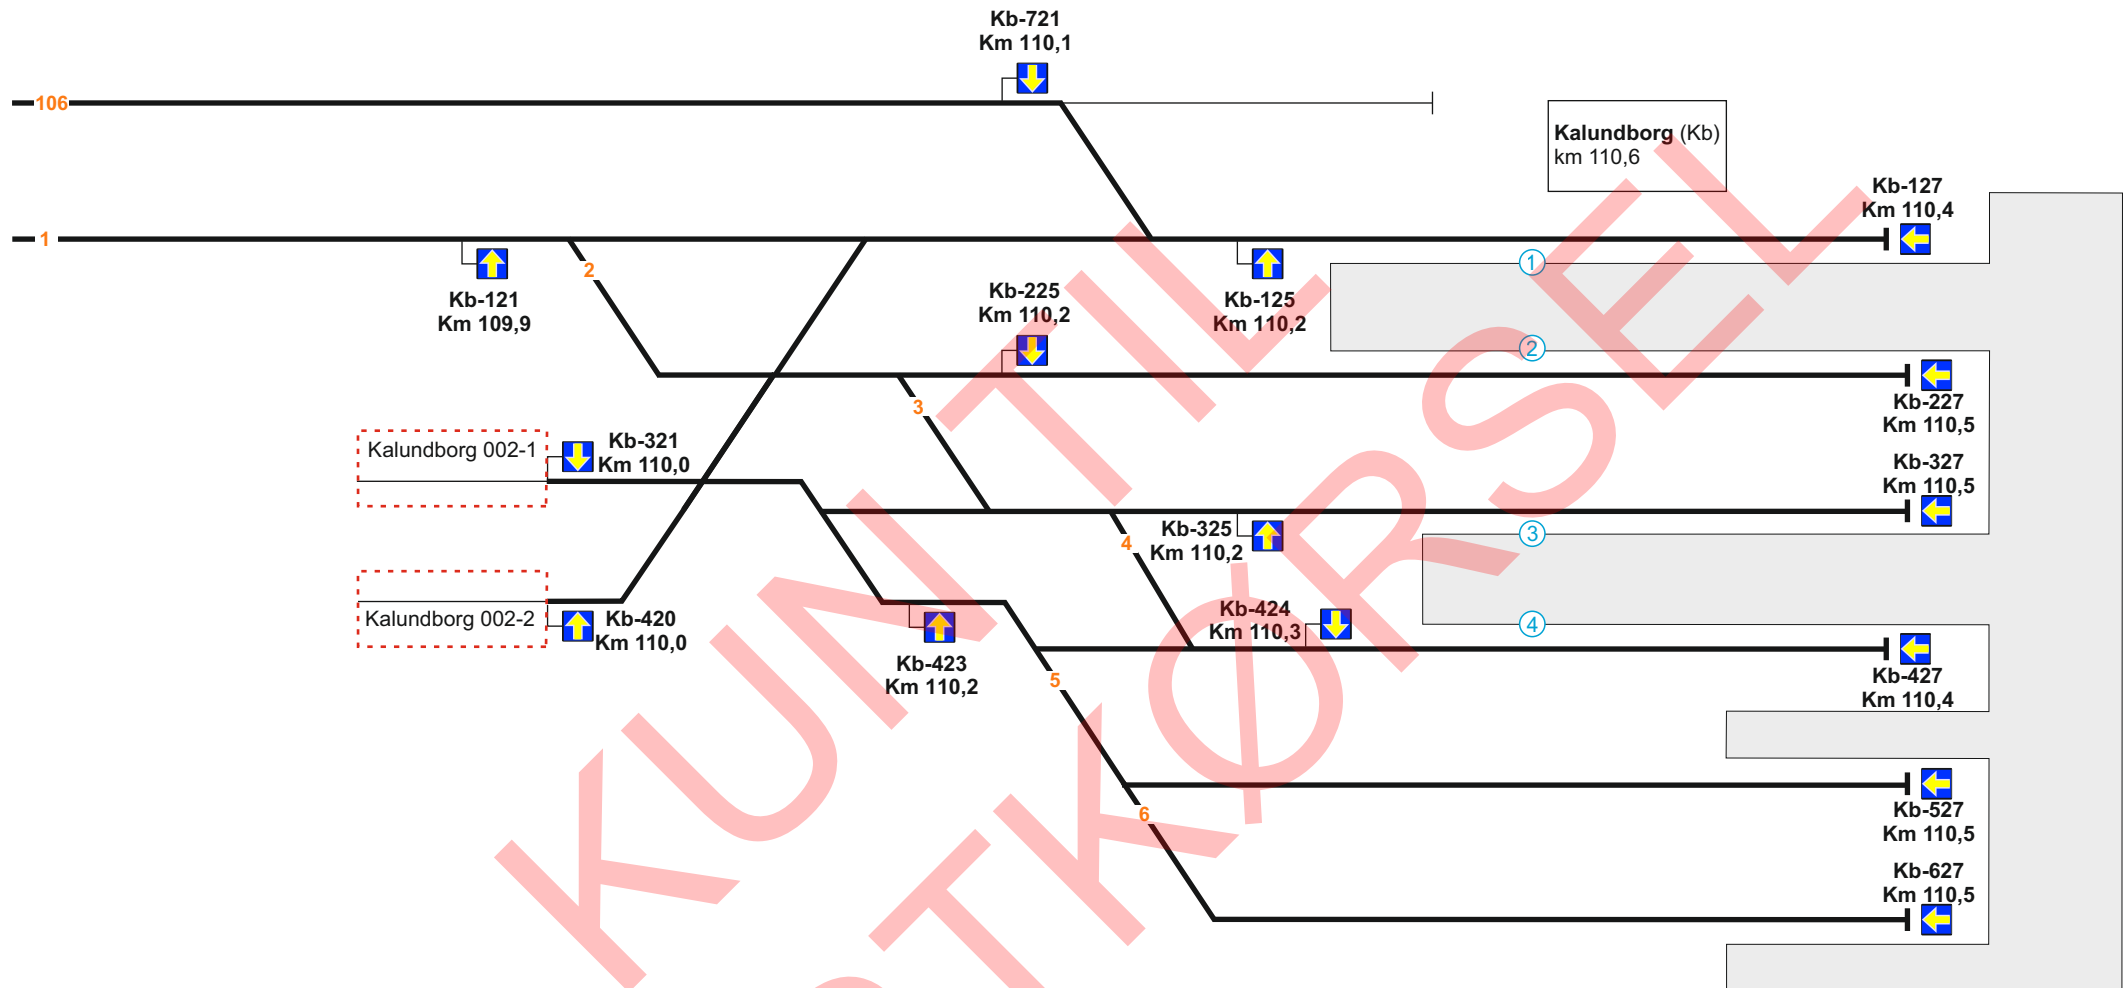 Kb-721
Km 110,1
106
Kalundborg (Kb)
km 110,6
Kb-127
Km 110,4
1
2
Kb-121
Km 109,9
Kb-225
Km 110,2
Kb-125
Km 110,2
1
2
Kb-227
Km 110,5
3
Kalundborg 002-1
Kb-321
Km 110,0
Kb-327
Km 110,5
4
Kb-325
Km 110,2
3
Kalundborg 002-2
Kb-420
Km 110,0
Kb-424
Km 110,3
4
Kb-423
Km 110,2
5
Kb-427
Km 110,4
6
Kb-527
Km 110,5
Kb-627
Km 110,5
KUN TIL